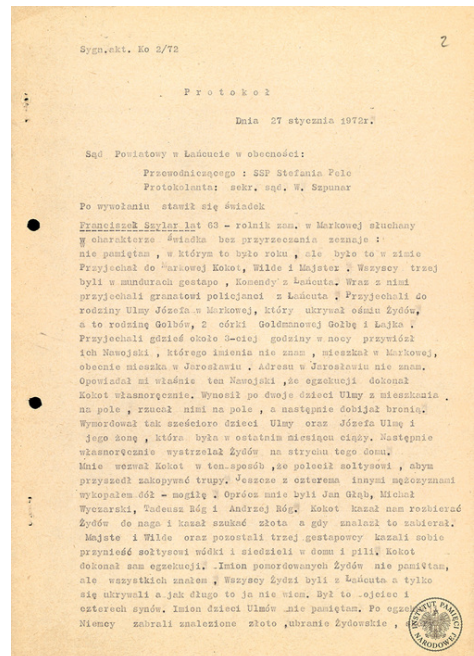 2
Sygn.akt. Ko 2/72
P r o t o k o ł
Dnia 27 stycznia 1972r.
Sąd Powiatowy w Łańcucie w obecności:
Przewodniczącego : SSP Stefania Pelc
Protokolanta: sekr. sąd. W. Szpunar
Po wywołaniu stawił się świadek
Franciszek Szylar lat 63 - rolnik zam. w Markowej słuchany
w charakterze świadka bez przyrzeczenia zeznaje :
nie pamiętam , w którym to było roku , ale było to w zimie
Przyjechał do Markowej Kokot, Wilde i Majster . Wszyscy trzej
byli w mundurach gestapo , Komendy z Łańcuta. Wraz z nimi
przyjechali granatowi policjanci z Łańcuta . Przyjechali do
rodziny Ulmy Józefa w Markowej, który ukrywał ośmiu Żydów,
a to rodzinę Golbów, 2 córki Goldmanowej Golbę i Łajka .
Przyjechali gdzieś około 3-ciej godziny w nocy przywiózł
ich Nawojski , którego imienia nie znam , mieszkał w Markowej,
obecnie mieszka w Jarosławiu . Adresu w Jarosławiu nie znam.
Opowiadał mi właśnie ten Nawojski ,że egzekucji dokonał
Kokot własnoręcznie. Wynosił po dwoje dzieci Ulmy z mieszkania
na pole , rzucał nimi na pole , a następnie dobijał bronią.
Wymordował tak sześcioro dzieci Ulmy oraz Józefa Ulmę i
jego żonę , która była w ostatnim miesiącu ciąży. Następnie
własnoręcznie wystrzelał Żydów na strychu tego domu.
Mnie wezwał Kokot w ten sposób ,że polecił sołtysowi , abym
przyszedł zakopywać trupy. Jeszcze z czterema innymi mężczyznami
wykopałem dół - mogiłę . Oprócz mnie byli Jan Głąb, Michał
Wyczarski, Tadeusz Róg i Andrzej Róg. Kokot kazał nam rozbierać
Żydów do naga i kazał szukać złota a gdy znalazł to zabierał.
Majste i Wilde oraz pozostali trzej gestapowcy kazali sobie
przynieść sołtysowi wódki i siedzieli w domu i pili. Kokot
dokonał sam egzekucji. Imion pomordowanych Żydów nie pamiętam,
ale wszystkich znałem . Wszyscy Żydzi byli z Łańcuta a tylko
się ukrywali a jak długo to ja nie wiem. Był to ojciec i
czterech synów. Imion dzieci Ulmów nie pamiętam. Po
Niemcy zabrali znalezione złoto ,ubranie Żydowskie ,
INSTYTUT PAMIĘCI NARODOWEJ